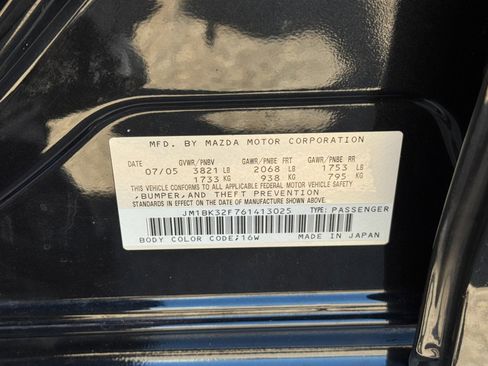 MFD. BY MAZDA MOTOR CORPORATION
DATE GVWR/PNBV GAWR/PNBE FRT GAWR/PNBE RR
07/05 3821 LB 2068 LB 1753 LB
1733 KG 938 KG 795 KG
THIS VEHICLE CONFORMS TO ALL APPLICABLE FEDERAL MOTOR VEHICLE SAFETY
,BUMPER,AND THEFT PREVENTION
STANDARDS IN EFFECT ON THE DATE OF MANUFACTURE SHOWN ABOVE.
JM1BK32F761413025 TYPE: PASSENGER
BODY COLOR CODE;16W MADE IN JAPAN